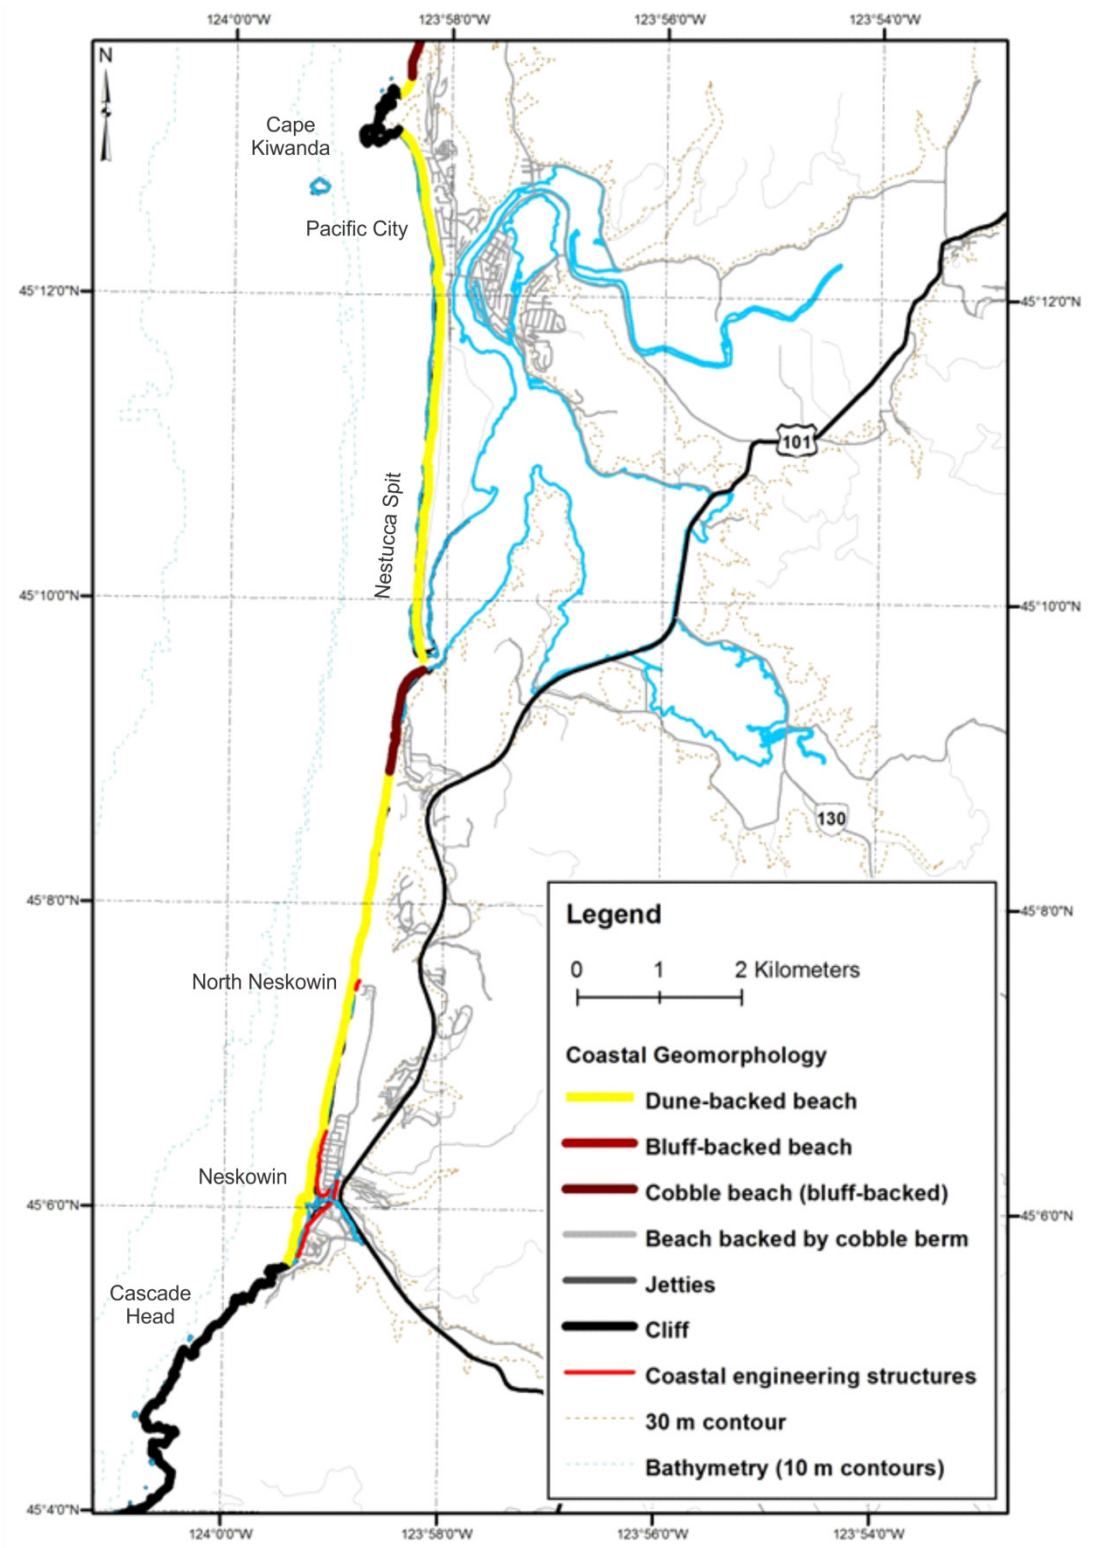 124°0'0"W
123°58'0"W
123°56'0"W
123°54'0"W
N
Cape
Kiwanda
Pacific City
45°12'0"N
45°12'0"N
101
Nestucca Spit
45°10'0"N
45°10'0"N
130
45°8'0"N
45°8'0"N
Legend
0 1 2 Kilometers
North Neskowin
Coastal Geomorphology
Dune-backed beach
Bluff-backed beach
Neskowin
Cobble beach (bluff-backed)
45°6'0"N
45°6'0"N
Beach backed by cobble berm
Jetties
Cascade
Head
Cliff
Coastal engineering structures
30 m contour
Bathymetry (10 m contours)
45°4'0"N
124°0'0"W
123°58'0"W
123°56'0"W
123°54'0"W